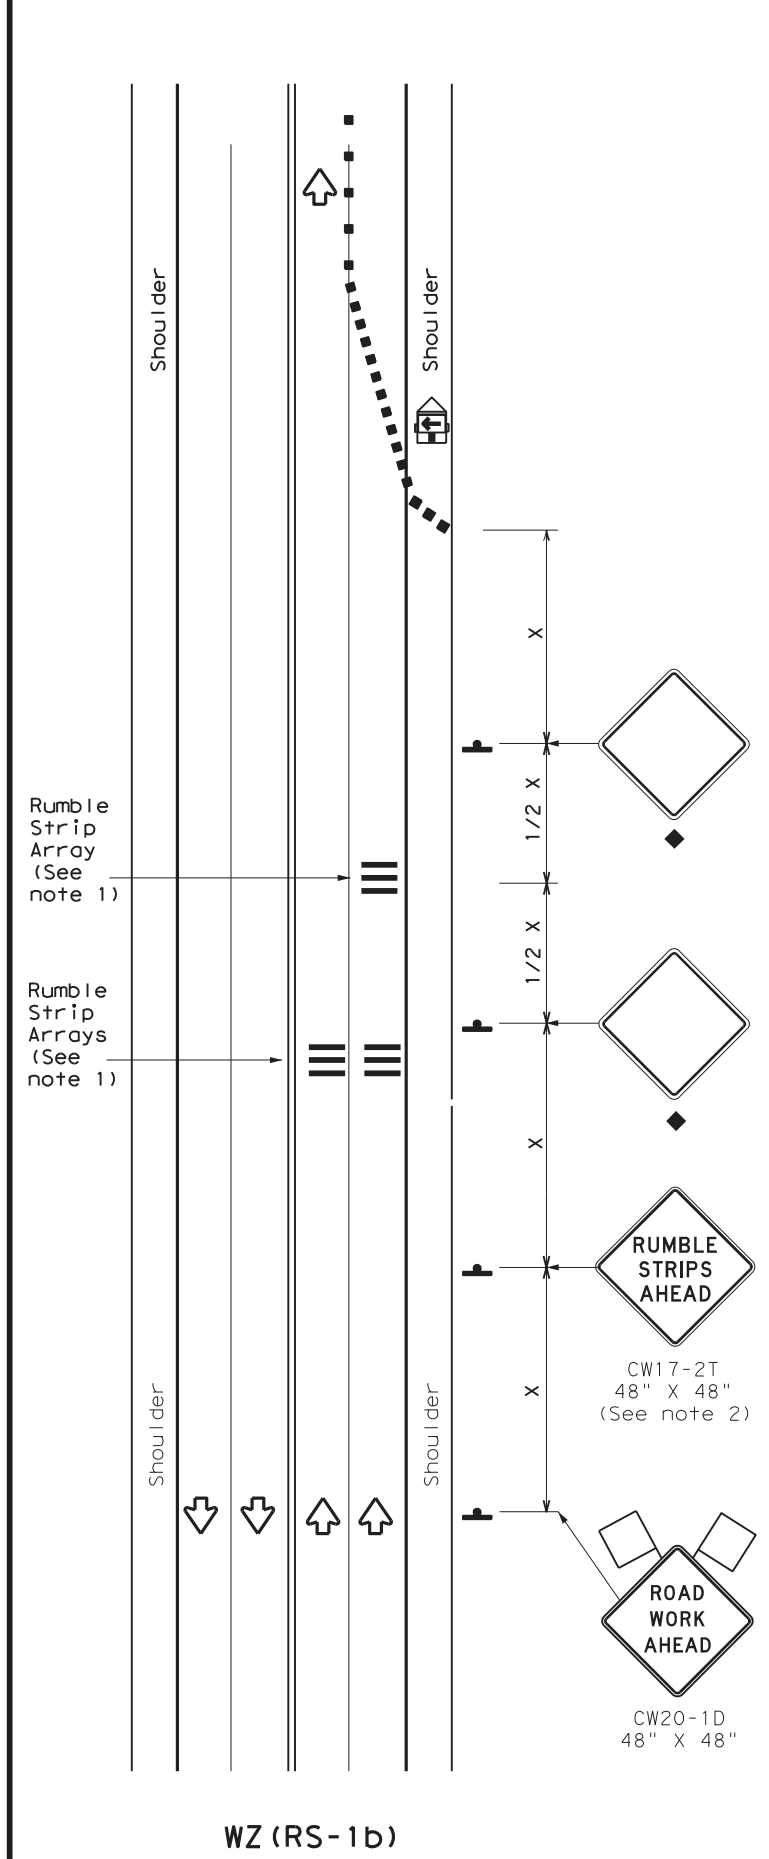 Shoulder
Shoulder
X
1/2 X
Rumble
Strip
Array
(See
note 1)
1/2 X
Rumble
Strip
Arrays
(See
note 1)
X
RUMBLE
STRIPS
AHEAD
CW17-2T
48" X 48"
(See note 2)
X
Shoulder
Shoulder
ROAD
WORK
AHEAD
CW20-1D
48" X 48"
WZ(RS-1b)